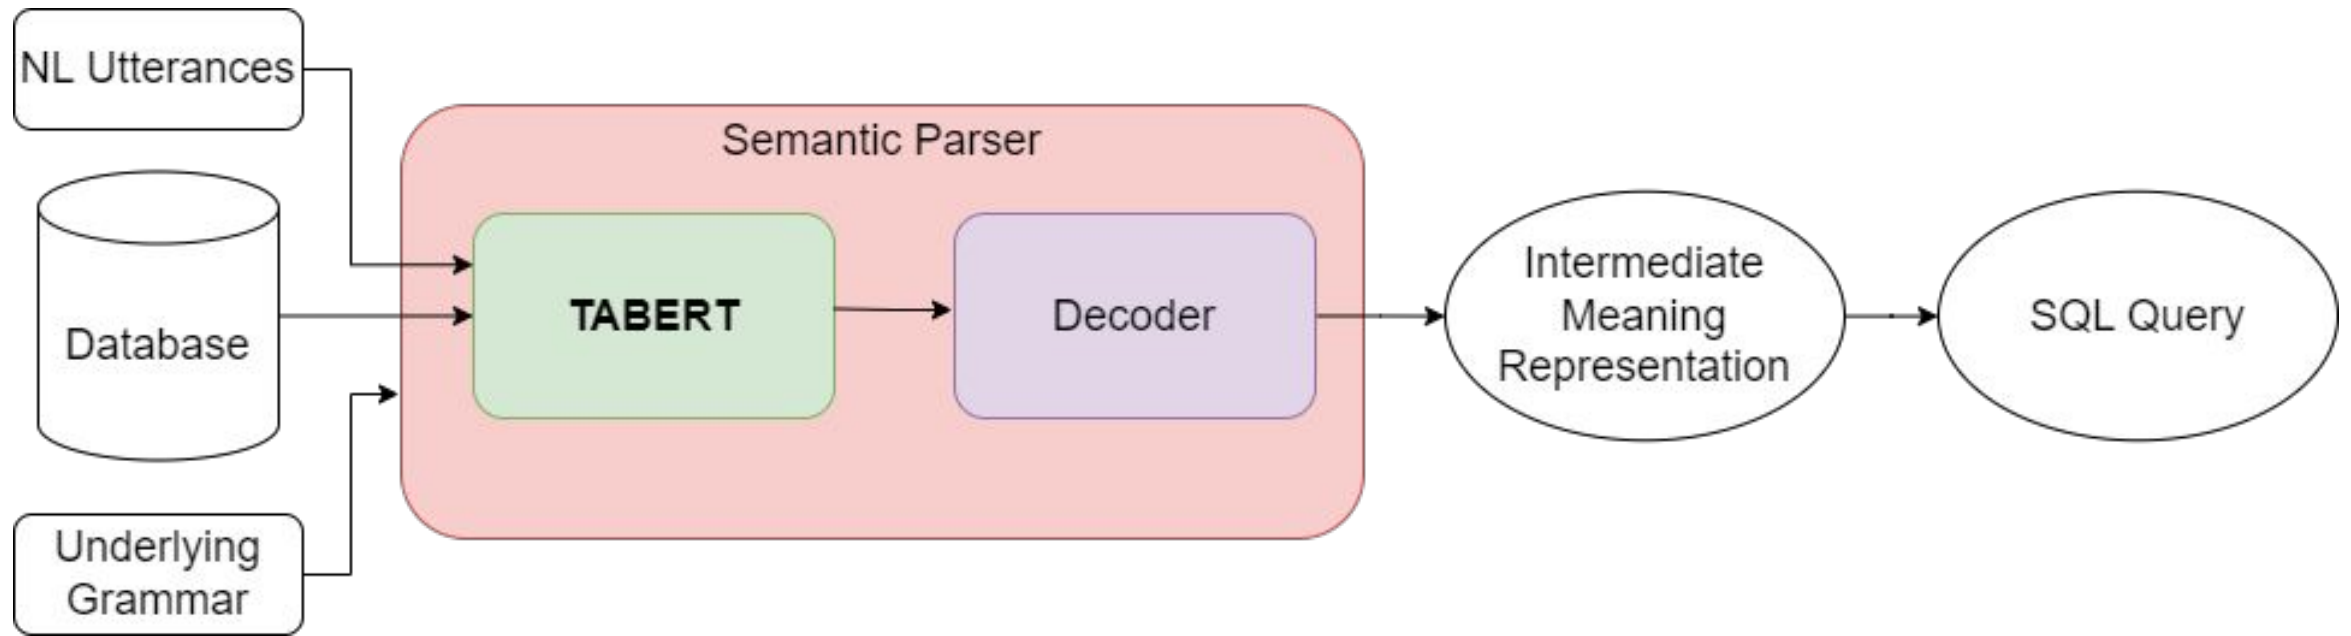 NL Utterances
Database
Underlying
Grammar
Semantic Parser
TABERT
Decoder
Intermediate
Meaning
Representation
SQL Query